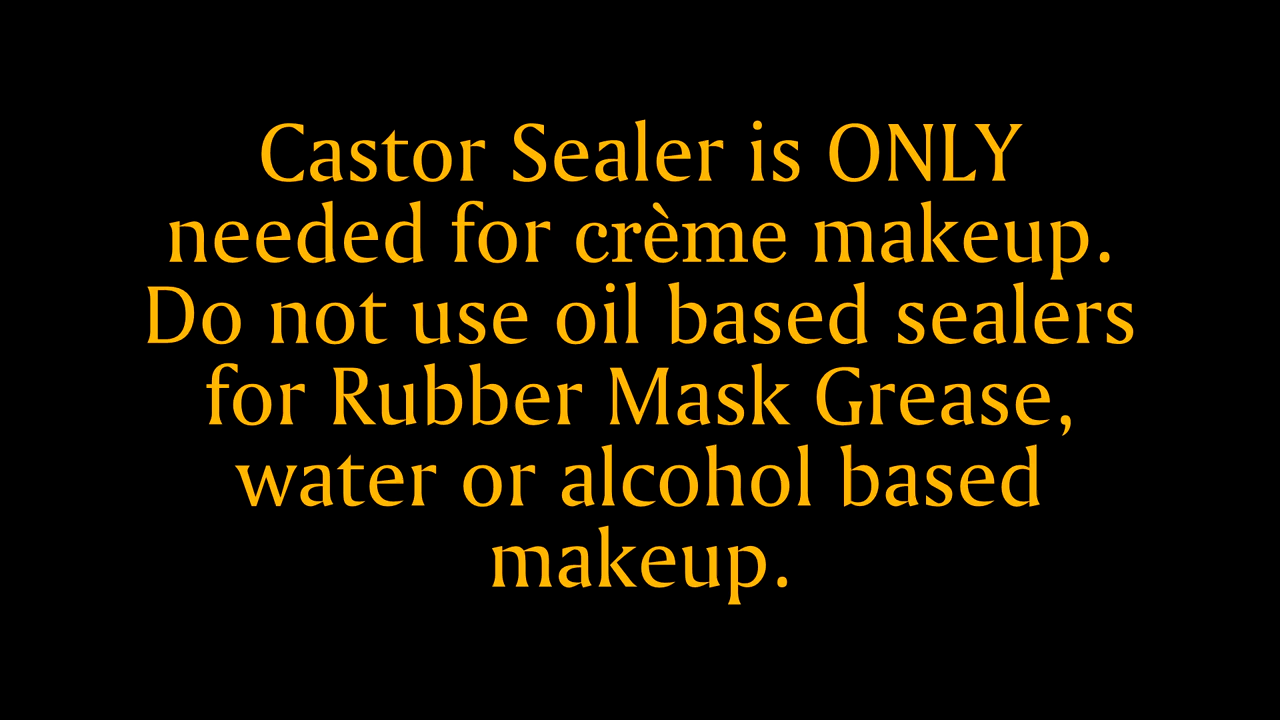 Castor Sealer is ONLY
needed for crème makeup.
Do not use oil based sealers
for Rubber Mask Grease,
water or alcohol based
makeup.